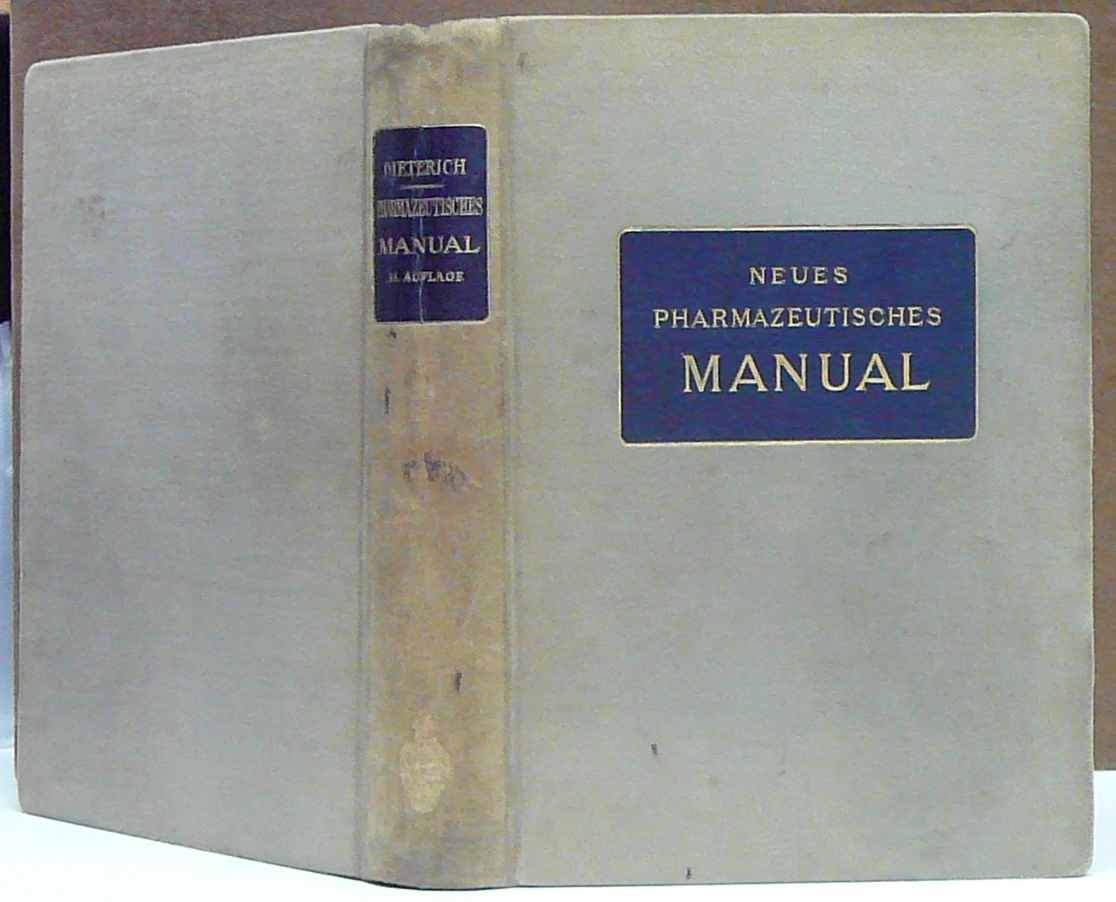 DIETERICH
PHARMAZEUTISCHES
MANUAL
AUFLAGE
NEUES
PHARMAZEUTISCHES
MANUAL